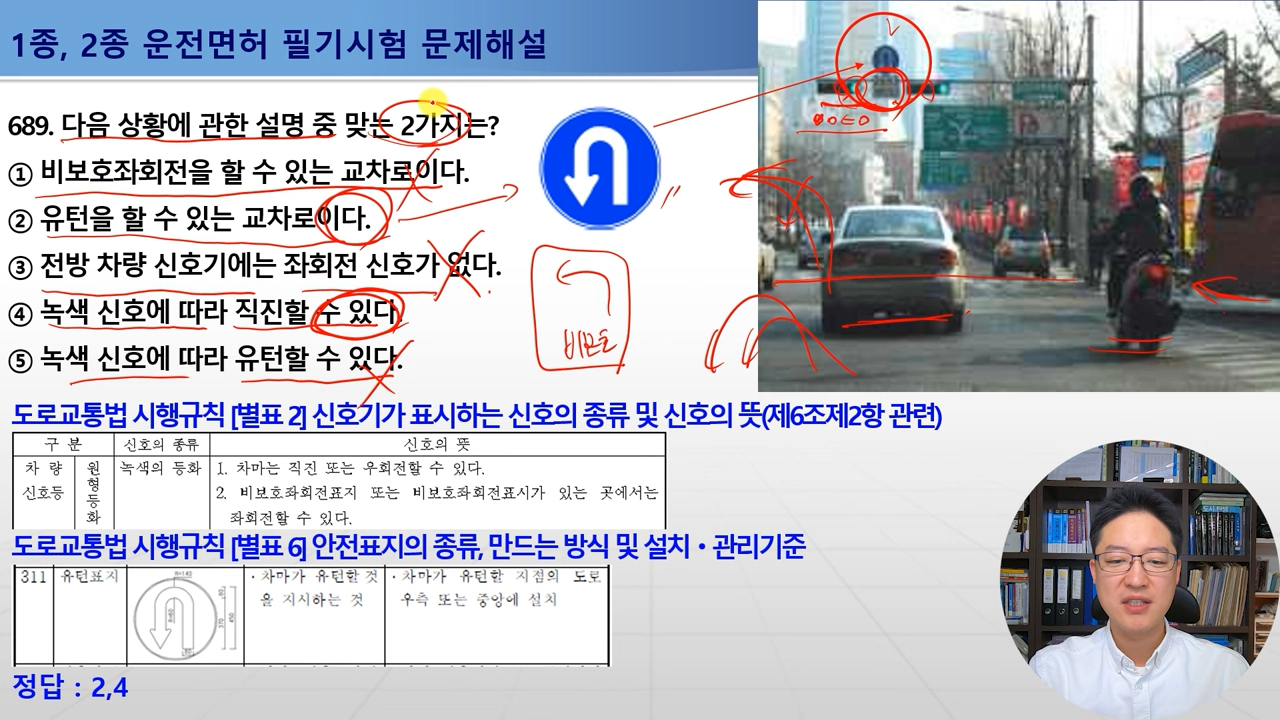 1종, 2종 운전면허 필기시험 문제해설
689. 다음 상황에 관한 설명 중 맞는 2가지는?
① 비보호좌회전을 할 수 있는 교차로이다.
② 유턴을 할 수 있는 교차로이다.
③ 전방 차량 신호기에는 좌회전 신호가 없다.
④ 녹색 신호에 따라 직진할 수 있다.
⑤ 녹색 신호에 따라 유턴할 수 있다.
비보호
도로교통법 시행규칙 [별표 2] 신호기가 표시하는 신호의 종류 및 신호의 뜻(제6조제2항 관련)
구 분 신호의 종류 신호의 뜻
차 량 신호등 원형등화 녹색의 등화 1. 차마는 직진 또는 우회전할 수 있다.
2. 비보호좌회전표지 또는 비보호좌회전표시가 있는 곳에서는
좌회전할 수 있다.
도로교통법 시행규칙 [별표 6] 안전표지의 종류, 만드는 방식 및 설치・관리기준
311 유턴표지 · 차마가 유턴할 것 · 차마가 유턴할 지점의 도로
을 지시하는 것 우측 또는 중앙에 설치
정답 : 2,4